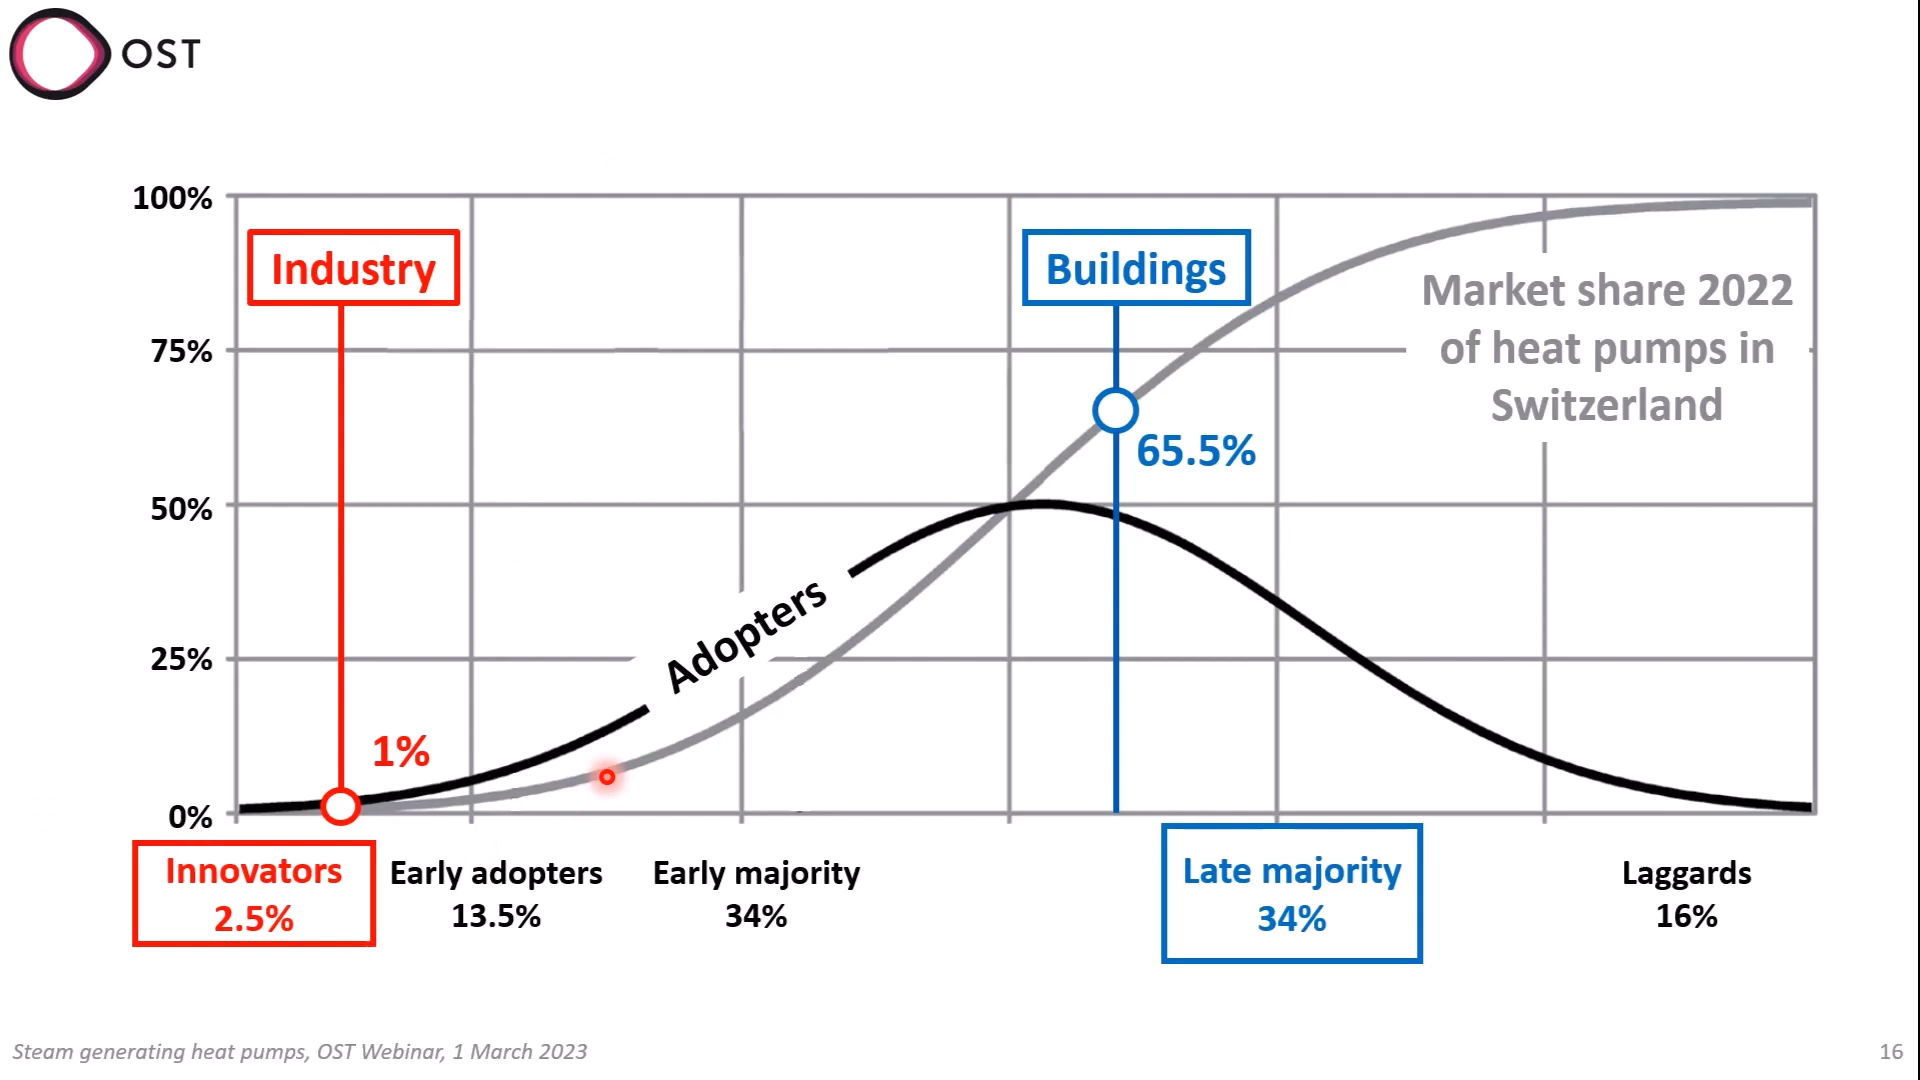 OST
100%
75%
50%
25%
0%
Industry
Buildings
Market share 2022
of heat pumps in
Switzerland
65.5%
Adopters
1%
Innovators
2.5%
Early adopters
13.5%
Early majority
34%
Late majority
34%
Laggards
16%
Steam generating heat pumps, OST Webinar, 1 March 2023
16